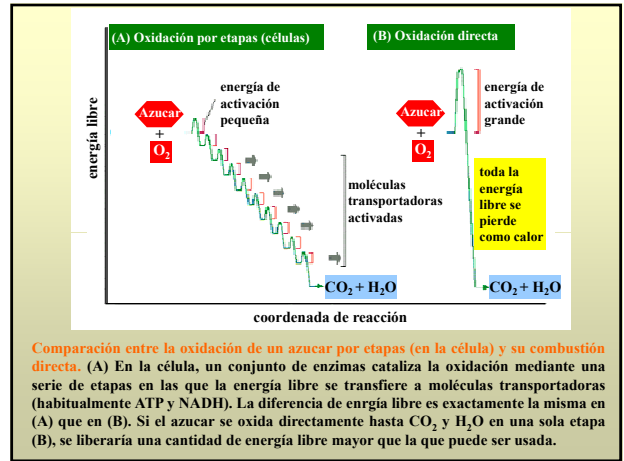 (A) Oxidación por etapas (células)
(B) Oxidación directa
energía libre
Azucar
+
O2
energía de
activación
pequeña
moléculas
transportadoras
activadas
CO2 + H2O
Azucar
+
O2
energía de
activación
grande
toda la
energía
libre se
pierde
como calor
CO2 + H2O
coordenada de reacción
Comparación entre la oxidación de un azucar por etapas (en la célula) y su combustión
directa. (A) En la célula, un conjunto de enzimas cataliza la oxidación mediante una
serie de etapas en las que la energía libre se transfiere a moléculas transportadoras
(habitualmente ATP y NADH). La diferencia de enrgía libre es exactamente la misma en
(A) que en (B). Si el azucar se oxida directamente hasta CO2 y H2O en una sola etapa
(B), se liberaría una cantidad de energía libre mayor que la que puede ser usada.